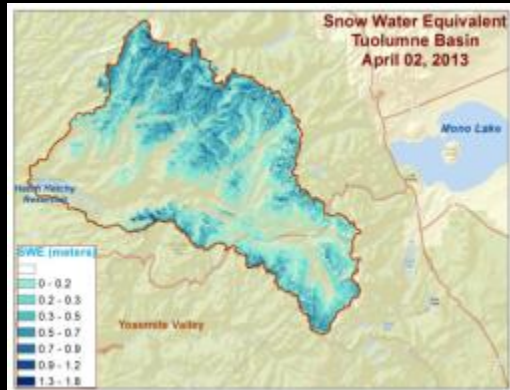 Snow Water Equivalent
Tuolumne Basin
April 02, 2013
Mono Lake
Hetch Hetchy
Reservoir
SWE (meters)
0 - 0.2
0.2 - 0.3
0.3 - 0.5
0.5 - 0.7
0.7 - 0.9
0.9 - 1.2
1.3 - 1.8
Yosemite Valley